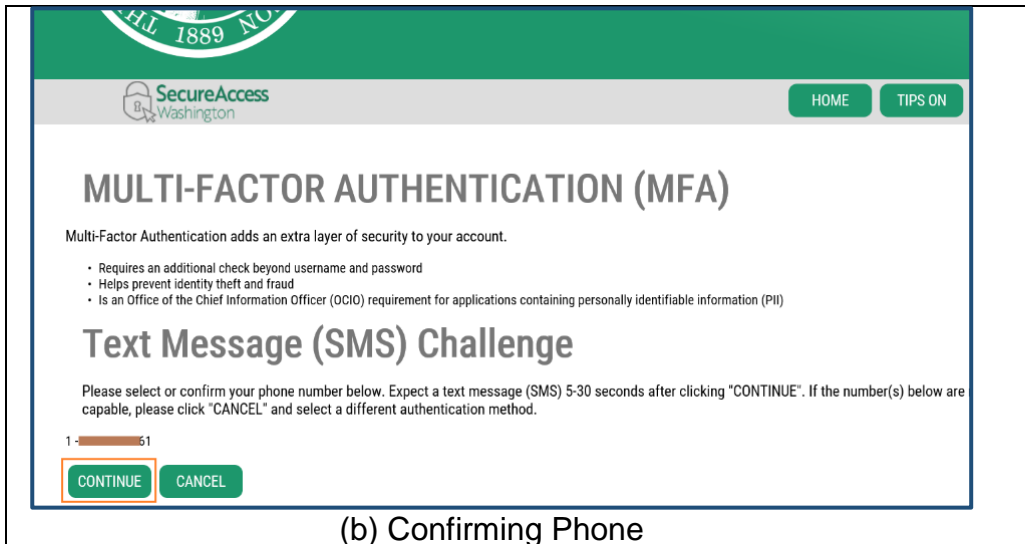 1889 NO
SecureAccess
Washington
HOME
TIPS ON
MULTI-FACTOR AUTHENTICATION (MFA)
Multi-Factor Authentication adds an extra layer of security to your account.
• Requires an additional check beyond username and password
• Helps prevent identity theft and fraud
• Is an Office of the Chief Information Officer (OCIO) requirement for applications containing personally identifiable information (PII)
Text Message (SMS) Challenge
Please select or confirm your phone number below. Expect a text message (SMS) 5-30 seconds after clicking "CONTINUE". If the number(s) below are
capable, please click "CANCEL" and select a different authentication method.
1 - 61
CONTINUE
CANCEL
(b) Confirming Phone